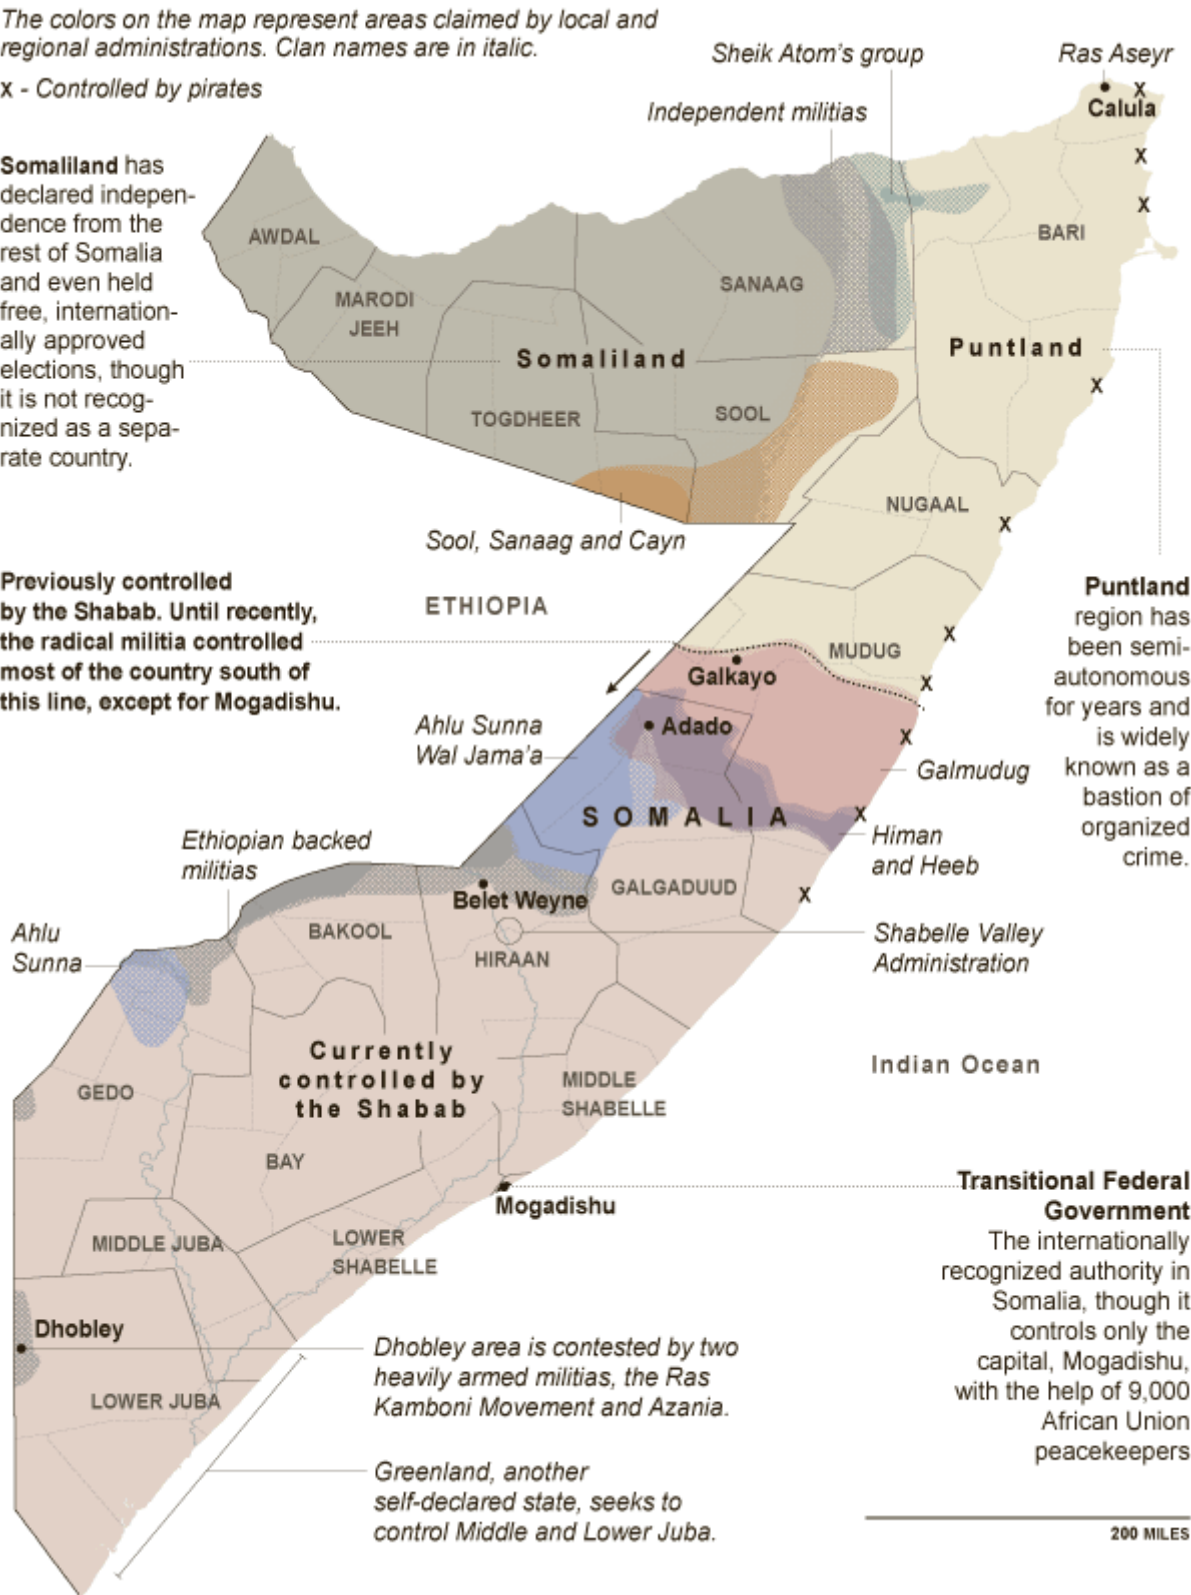 The colors on the map represent areas claimed by local and
regional administrations. Clan names are in italic.
x - Controlled by pirates
Sheik Atom's group
Ras Aseyr
x
Calula
Independent militias
x
x
Somaliland has
declared indepen-
dence from the
rest of Somalia
and even held
free, internation-
ally approved
elections, though
it is not recog-
nized as a sepa-
rate country.
AWDAL
MARODI
JEEH
SANAAG
BARI
Somaliland
Puntland
x
TOGDHEER
SOOL
NUGAAL
x
Sool, Sanaag and Cayn
Previously controlled
by the Shabab. Until recently,
the radical militia controlled
most of the country south of
this line, except for Mogadishu.
ETHIOPIA
Puntland
region has
been semi-
autonomous
for years and
is widely
known as a
bastion of
organized
crime.
x
MUDUG
Galkayo
x
Ahlu Sunna
Wal Jama'a
Adado
x
Galmudug
SOMALIA
x
Himan
and Heeb
Ethiopian backed
militias
GALGADUUD
x
Belet Weyne
Ahlu
Sunna
BAKOOL
HIRAAN
Shabelle Valley
Administration
Currently
controlled by
the Shabab
Indian Ocean
GEDO
MIDDLE
SHABELLE
BAY
Mogadishu
Transitional Federal
Government
The internationally
recognized authority in
Somalia, though it
controls only the
capital, Mogadishu,
with the help of 9,000
African Union
peacekeepers
MIDDLE JUBA
LOWER
SHABELLE
Dhobley
Dhobley area is contested by two
heavily armed militias, the Ras
Kamboni Movement and Azania.
LOWER JUBA
Greenland, another
self-declared state, seeks to
control Middle and Lower Juba.
200 MILES